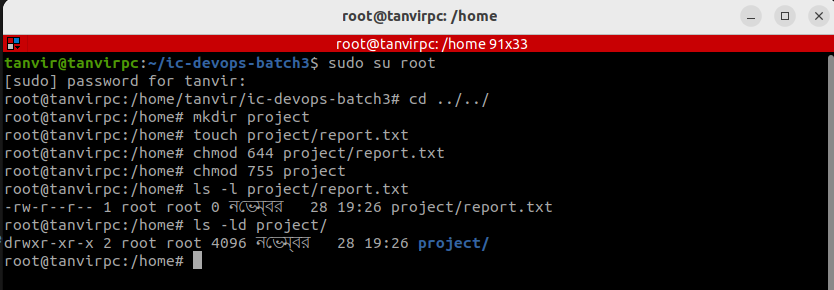 root@tanvirpc: /home
root@tanvirpc: /home 91x33
tanvir@tanvirpc:~/ic-devops-batch3$ sudo su root
[sudo] password for tanvir:
root@tanvirpc:/home/tanvir/ic-devops-batch3# cd ../../
root@tanvirpc:/home# mkdir project
root@tanvirpc:/home# touch project/report.txt
root@tanvirpc:/home# chmod 644 project/report.txt
root@tanvirpc:/home# chmod 755 project
root@tanvirpc:/home# ls -l project/report.txt
-rw-r--r-- 1 root root 0 নভেম্বর 28 19:26 project/report.txt
root@tanvirpc:/home# ls -ld project/
drwxr-xr-x 2 root root 4096 নভেম্বর 28 19:26 project/
root@tanvirpc:/home#